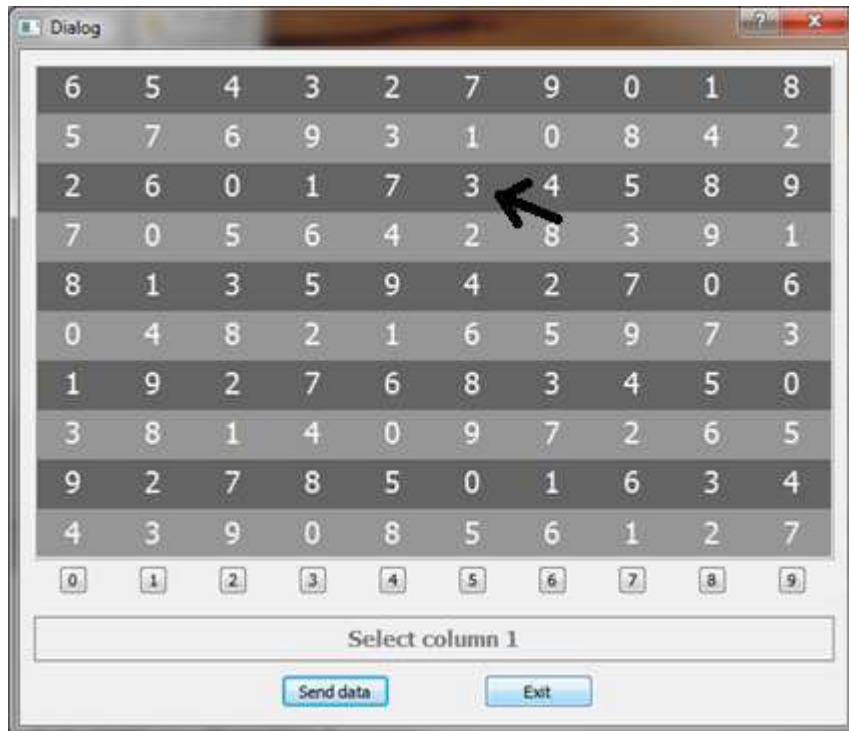 Dialog
6 5 4 3 2 7 9 0 1 8
5 7 6 9 3 1 0 8 4 2
2 6 0 1 7 3 4 5 8 9
7 0 5 6 4 2 8 3 9 1
8 1 3 5 9 4 2 7 0 6
0 4 8 2 1 6 5 9 7 3
1 9 2 7 6 8 3 4 5 0
3 8 1 4 0 9 7 2 6 5
9 2 7 8 5 0 1 6 3 4
4 3 9 0 8 5 6 1 2 7
0 1 2 3 4 5 6 7 8 9
Select column 1
Send data Exit